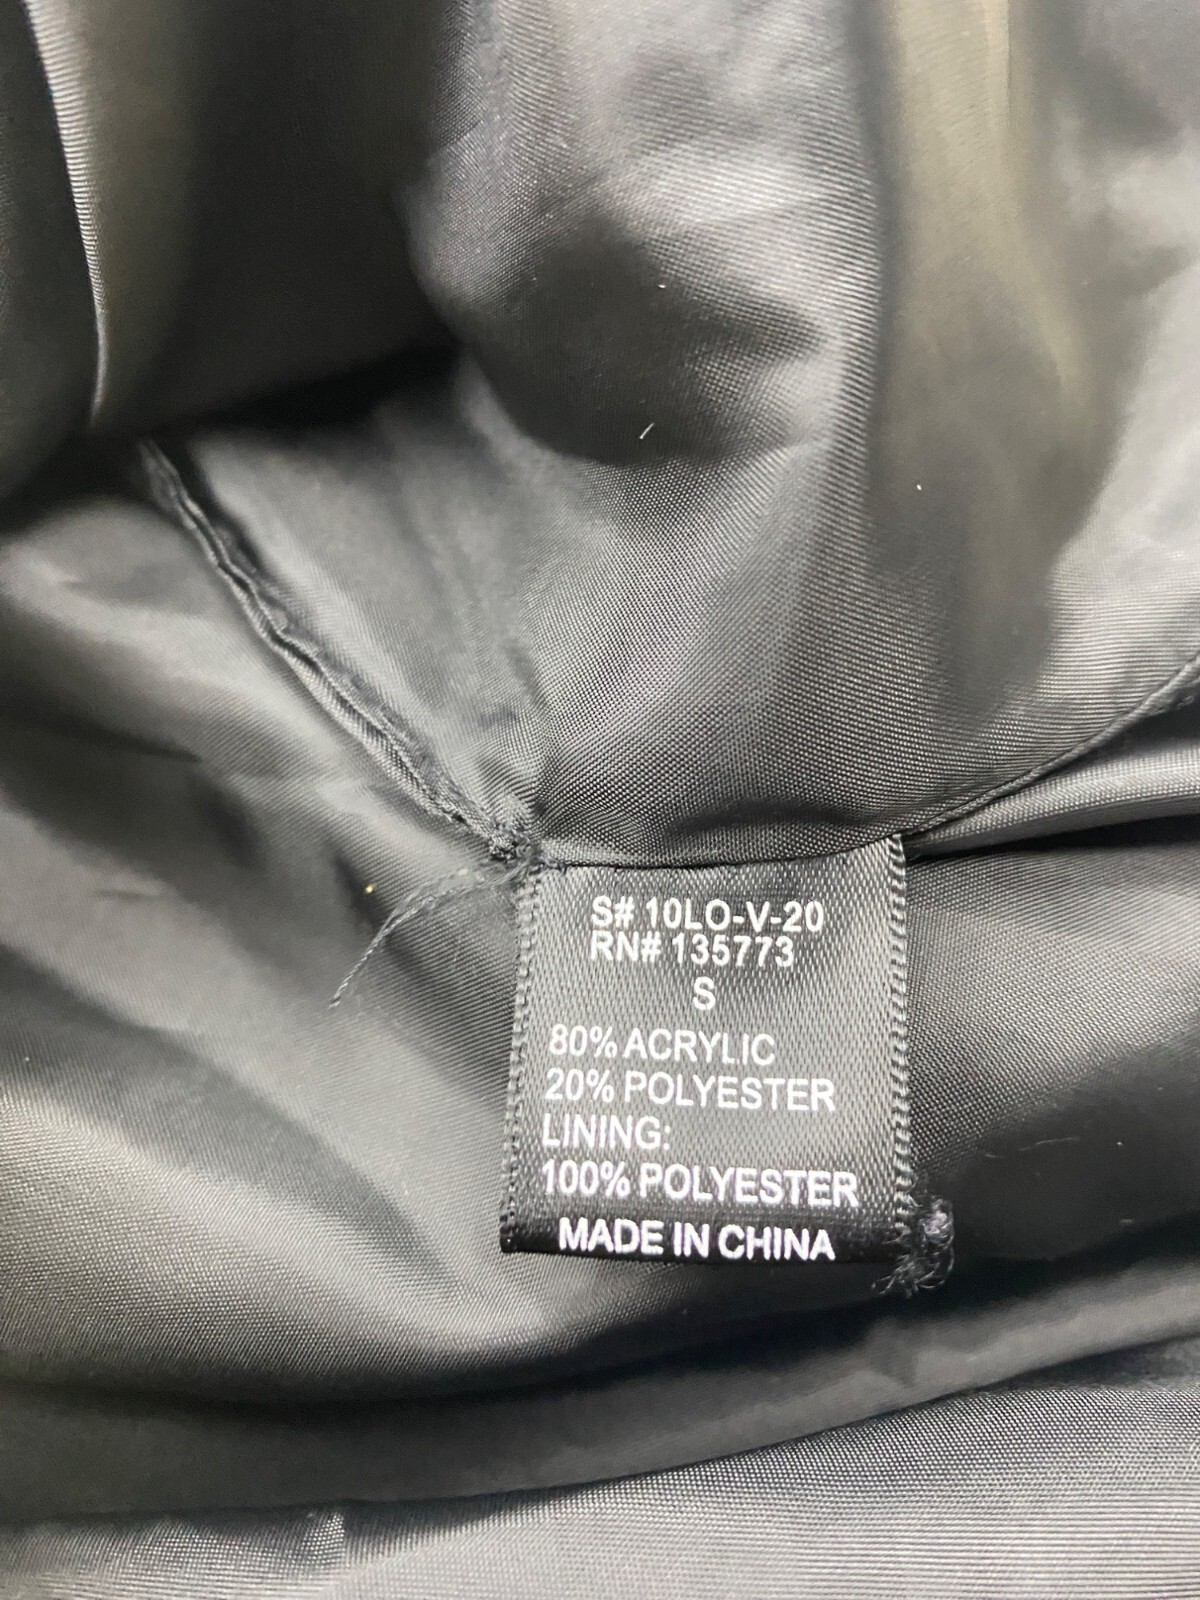 S# 10LO-V-20
RN# 135773
S
80% ACRYLIC
20% POLYESTER
LINING:
100% POLYESTER
MADE IN CHINA